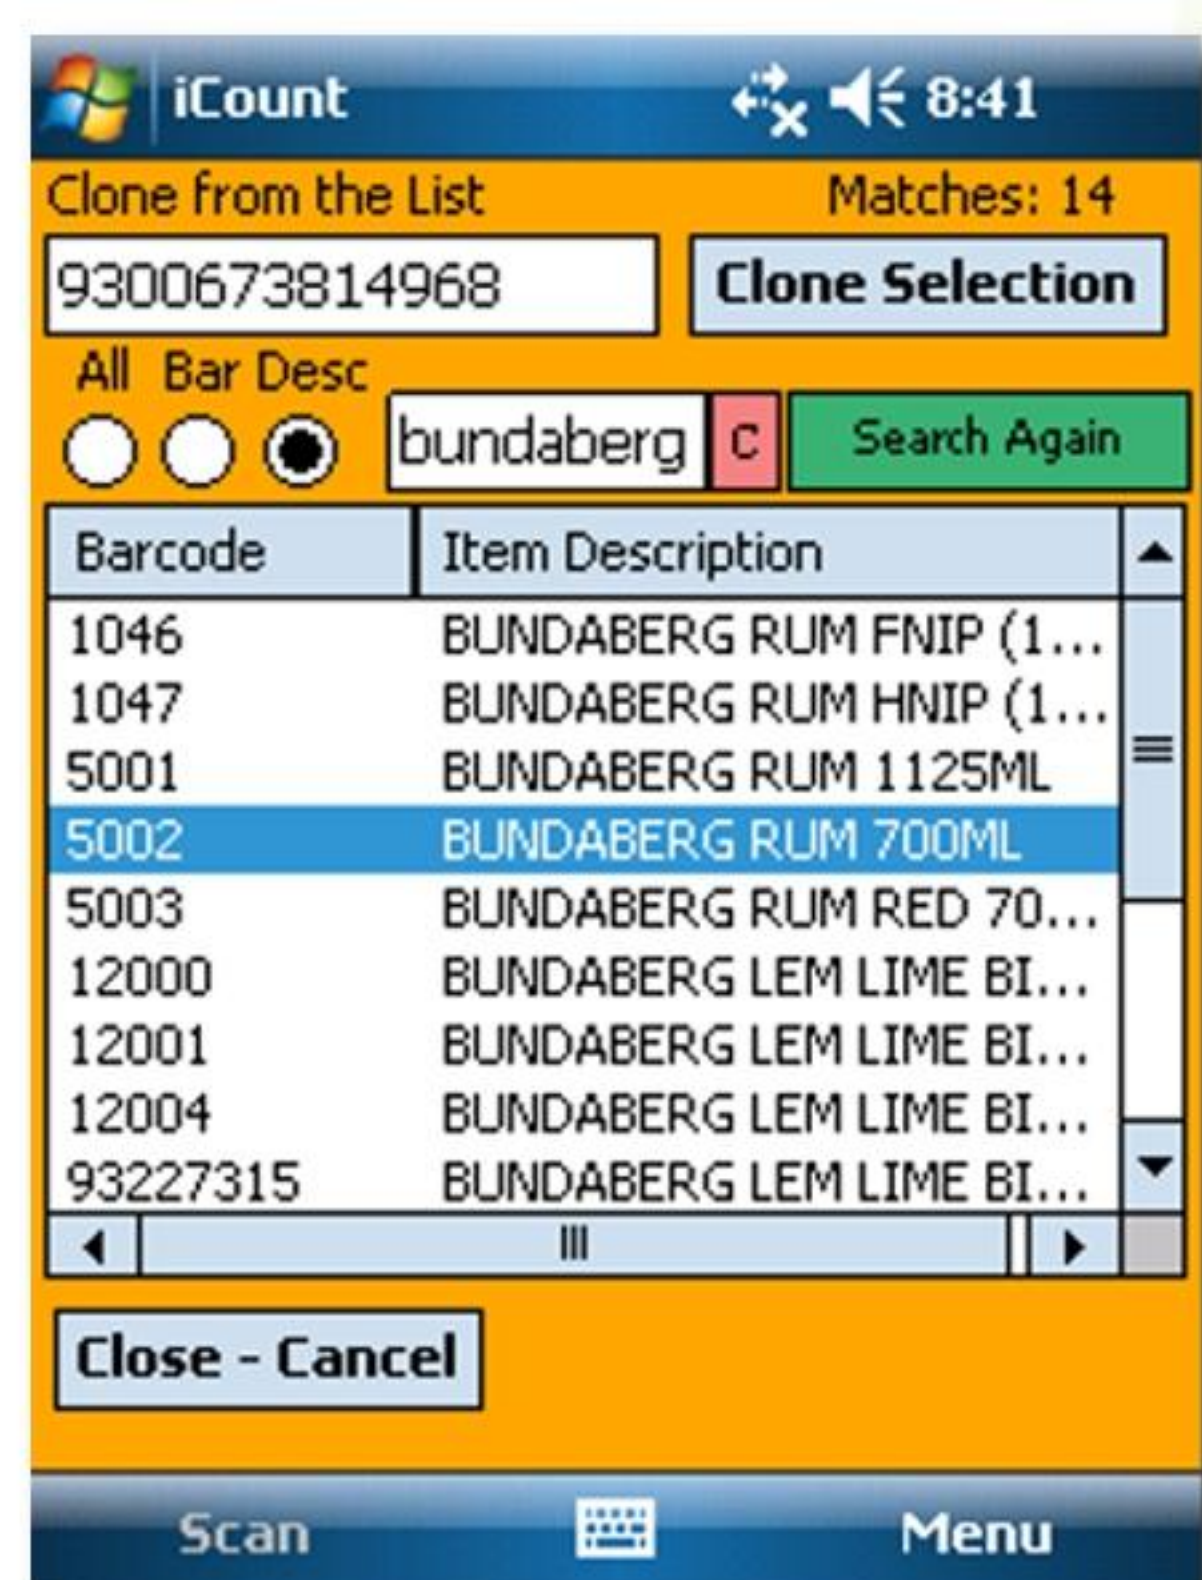 iCount 8:41
Clone from the List Matches: 14
9300673814968 Clone Selection
All Bar Desc
bundaberg C Search Again
Barcode Item Description
1046 BUNDABERG RUM FNIP (1...
1047 BUNDABERG RUM HNIP (1...
5001 BUNDABERG RUM 1125ML
5002 BUNDABERG RUM 700ML
5003 BUNDABERG RUM RED 70...
12000 BUNDABERG LEM LIME BI...
12001 BUNDABERG LEM LIME BI...
12004 BUNDABERG LEM LIME BI...
93227315 BUNDABERG LEM LIME BI...
Close - Cancel
Scan Menu